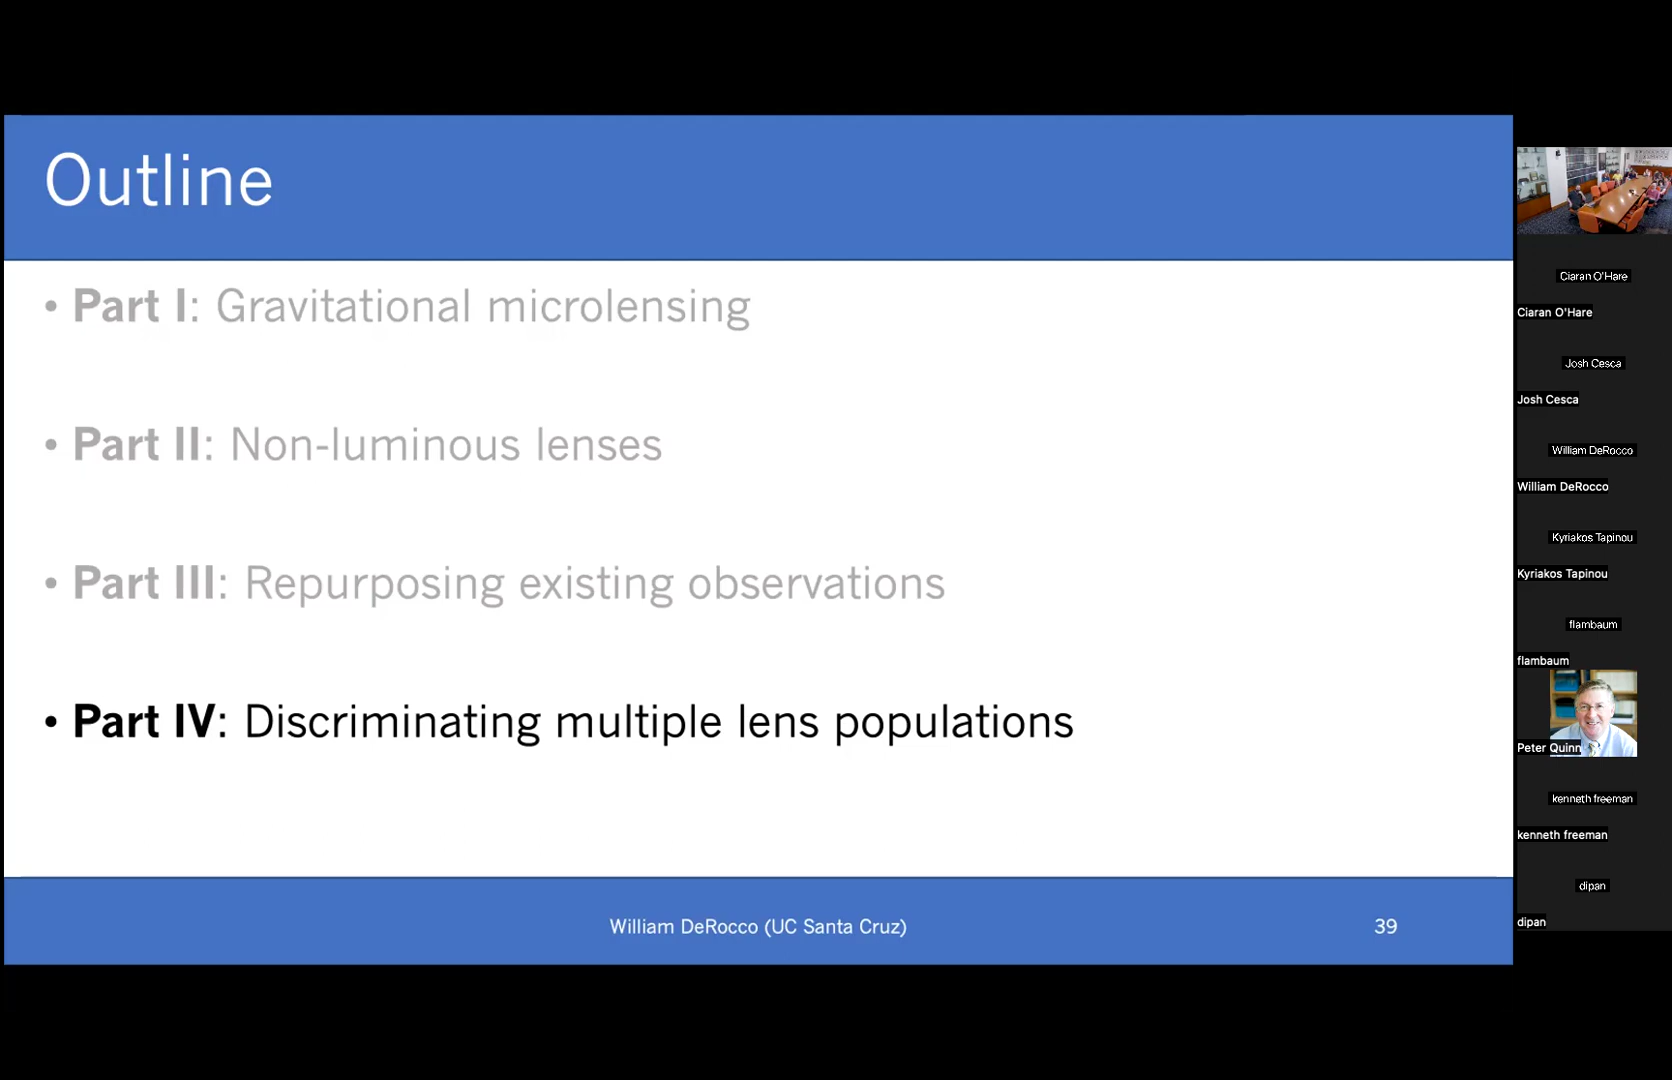 Outline
• Part I: Gravitational microlensing
• Part II: Non-luminous lenses
• Part III: Repurposing existing observations
• Part IV: Discriminating multiple lens populations
William DeRocco (UC Santa Cruz)
39
Ciaran O'Hare
Ciaran O'Hare
Josh Cesca
Josh Cesca
William DeRocco
William DeRocco
Kyriakos Tapinou
Kyriakos Tapinou
flambaum
flambaum
Peter Quinn
kenneth freeman
kenneth freeman
dipan
dipan